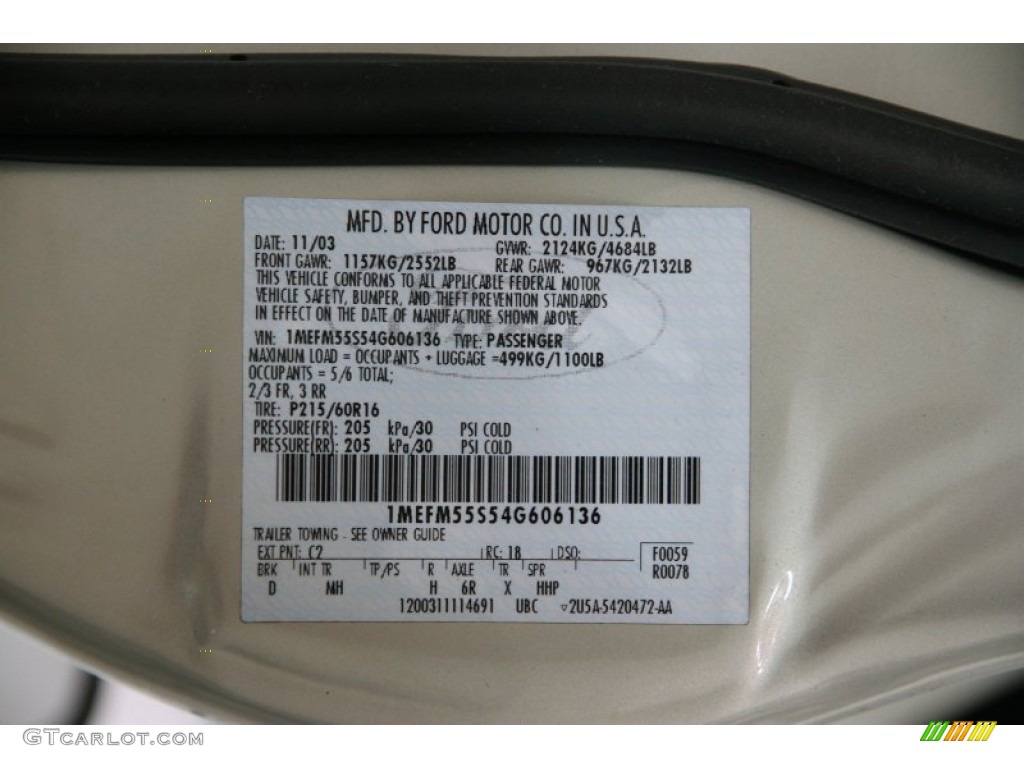 MFD. BY FORD MOTOR CO. IN U.S.A.
DATE: 11/03 GVWR: 2124KG/4684LB
FRONT GAWR: 1157KG/2552LB REAR GAWR: 967KG/2132LB
THIS VEHICLE CONFORMS TO ALL APPLICABLE FEDERAL MOTOR
VEHICLE SAFETY, BUMPER, AND THEFT PREVENTION STANDARDS
IN EFFECT ON THE DATE OF MANUFACTURE SHOWN ABOVE.
VIN: 1MEFM55S54G606136 TYPE: PASSENGER
MAXIMUM LOAD = OCCUPANTS + LUGGAGE =499KG/1100LB
OCCUPANTS = 5/6 TOTAL;
2/3 FR, 3 RR
TIRE: P215/60R16
PRESSURE(FR): 205 kPa/30 PSI COLD
PRESSURE(RR): 205 kPa/30 PSI COLD
1MEFM55S54G606136
TRAILER TOWING - SEE OWNER GUIDE
EXT PNT: C2 RC: 18 DSO: F0059
BRK INT TR TP/PS R AXLE TR SPR R0078
D MH H 6R X HHP
1200311114691 UBC ▽2U5A-5420472-AA
GTCarLot.com